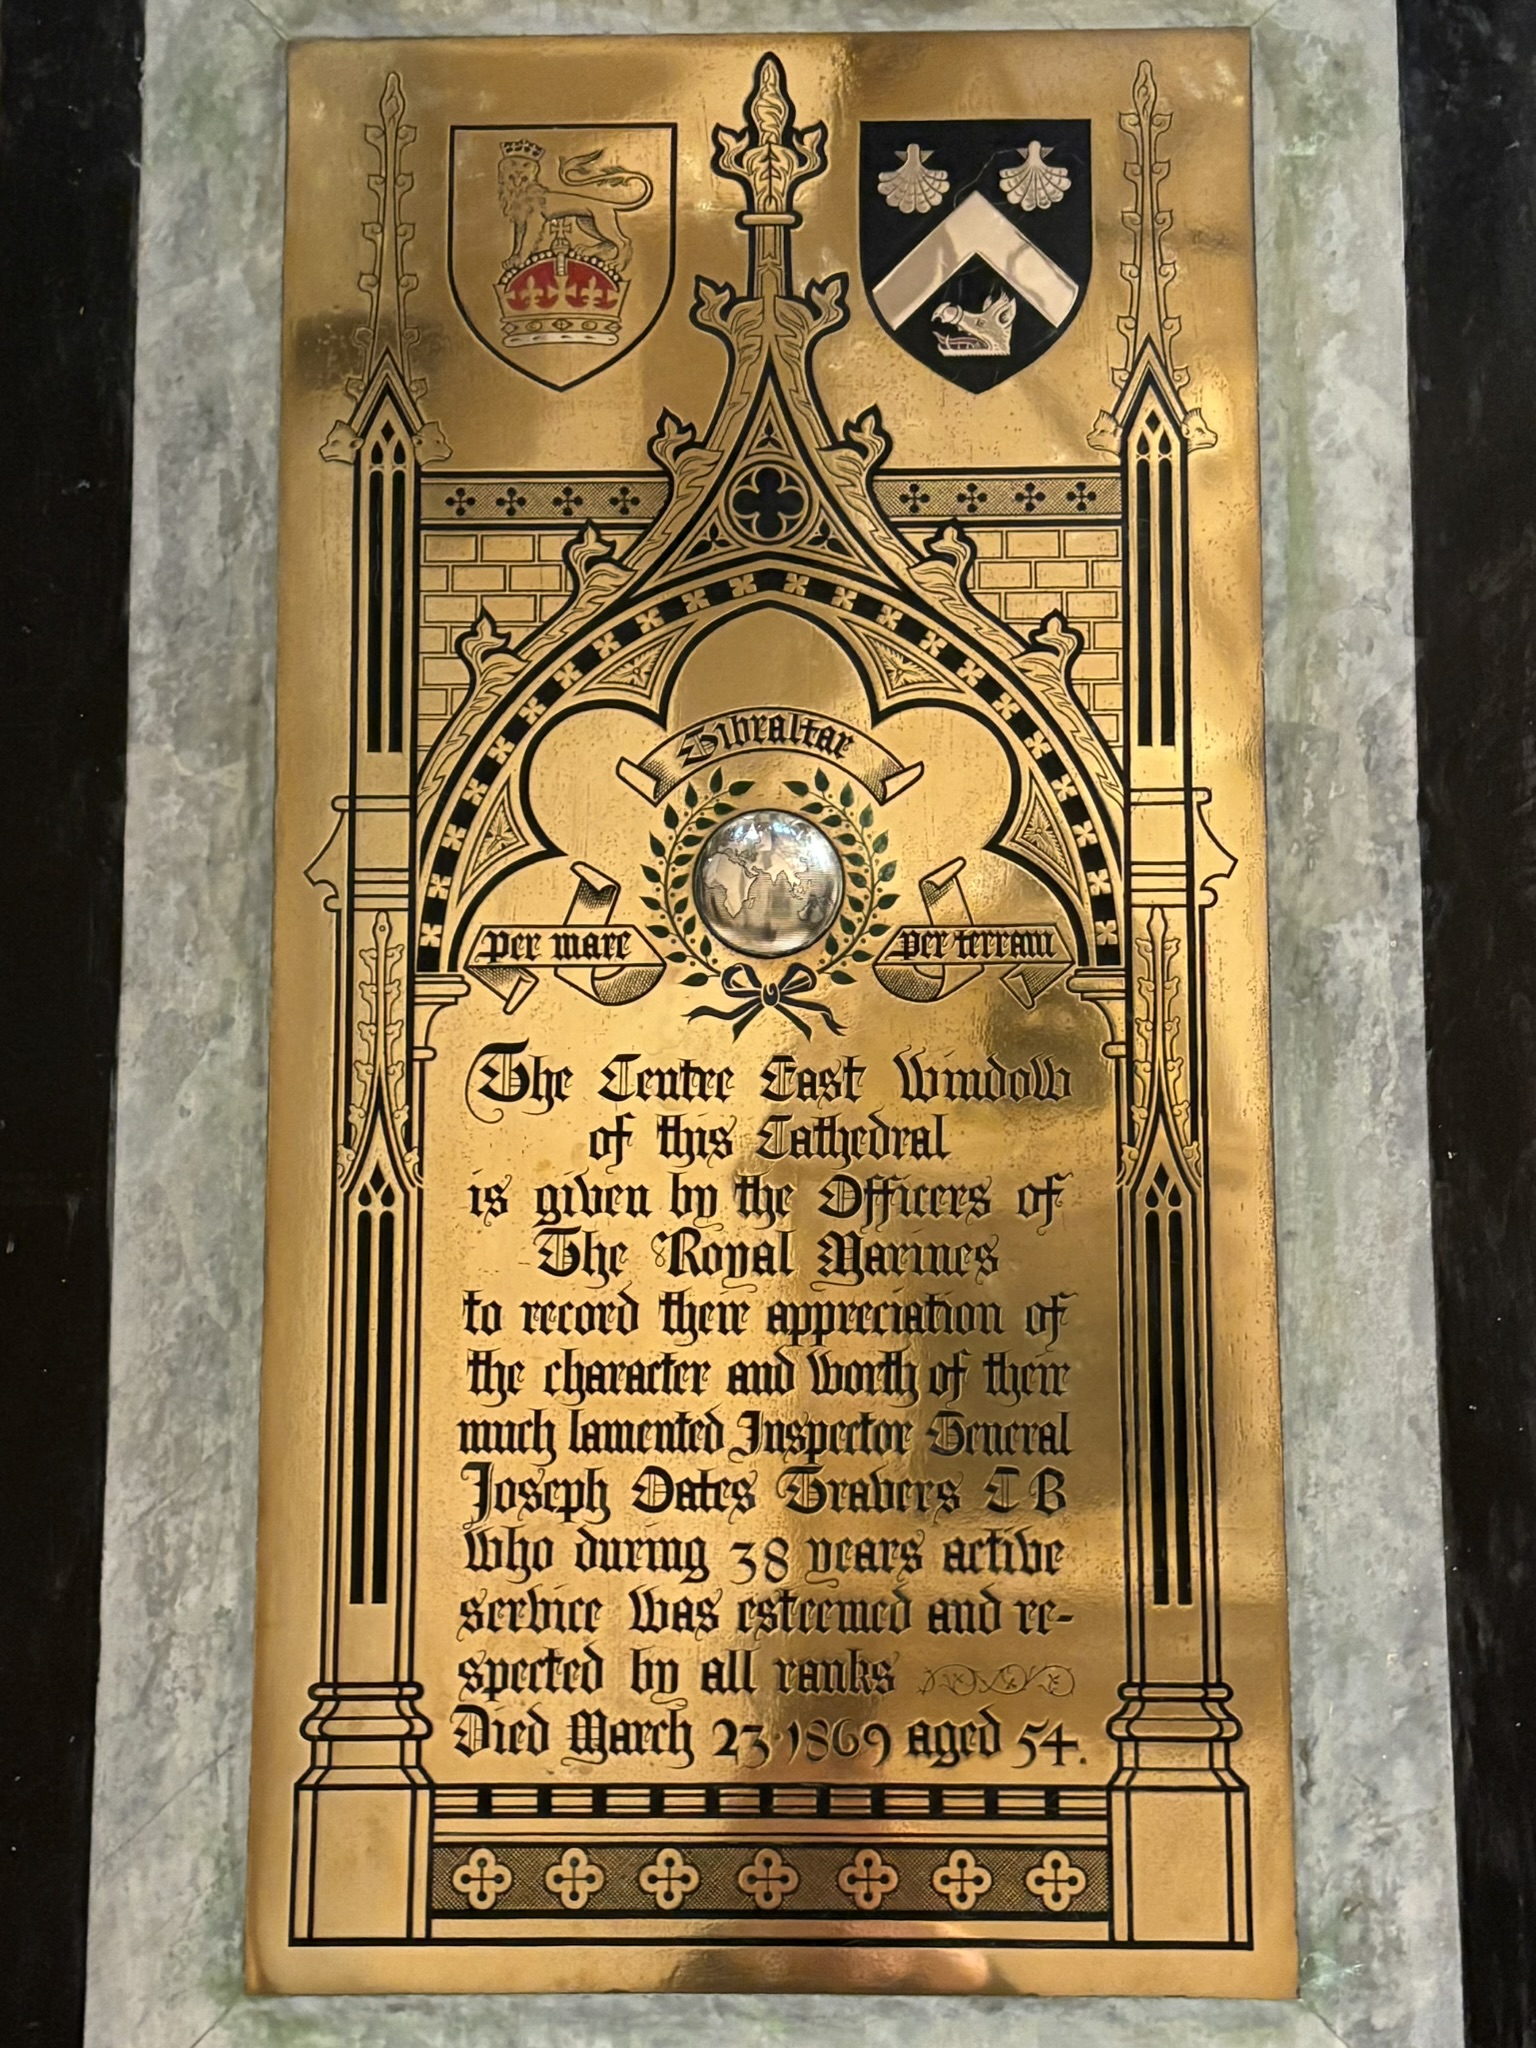 Gibraltar
per mare
per terram
The Centre East Window
of this Cathedral
is given by the Officers of
The Royal Marines
to record their appreciation of
the character and worth of their
much lamented Inspector General
Joseph Oates Travers C B
who during 38 years active
service was esteemed and re-
spected by all ranks
Died March 23·1869 aged 54.